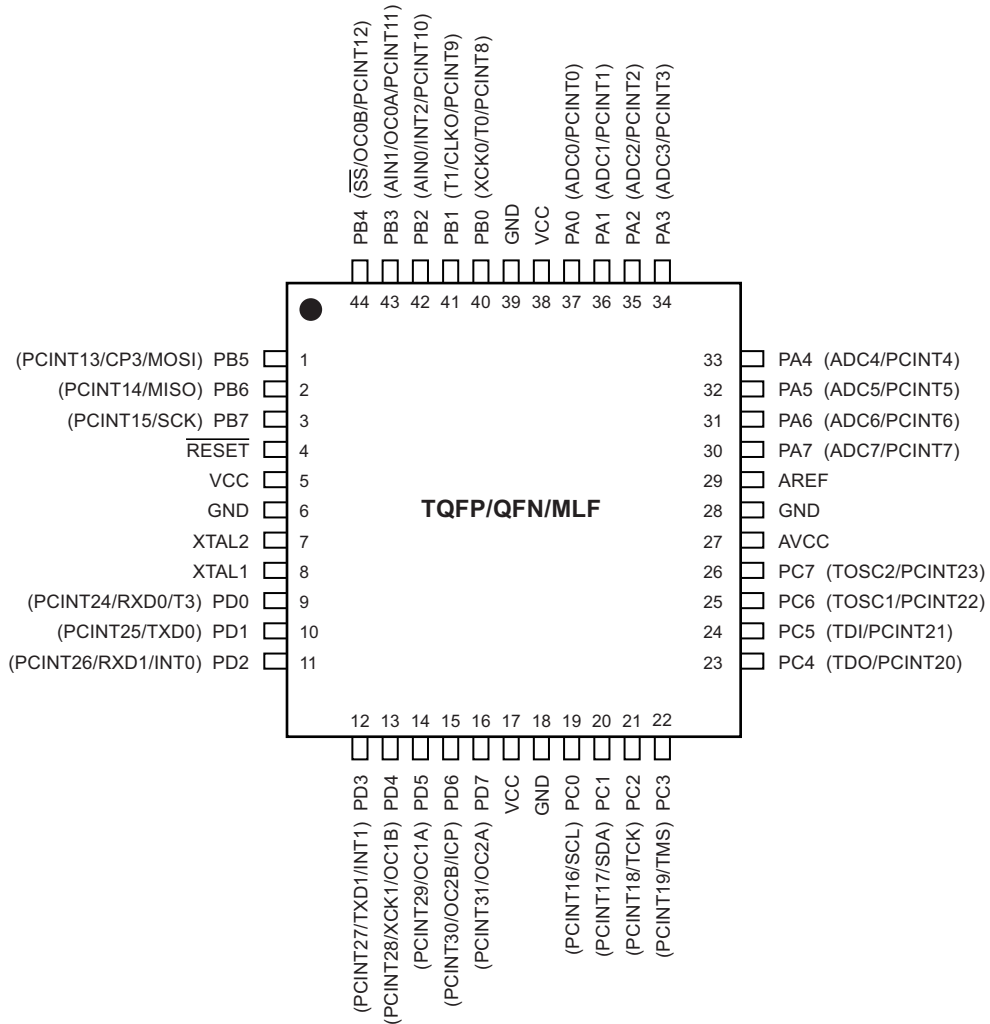 PB4 (S̅S̅/OC0B/PCINT12)
PB3 (AIN1/OC0A/PCINT11)
PB2 (AIN0/INT2/PCINT10)
PB1 (T1/CLKO/PCINT9)
PB0 (XCK0/T0/PCINT8)
GND
VCC
PA0 (ADC0/PCINT0)
PA1 (ADC1/PCINT1)
PA2 (ADC2/PCINT2)
PA3 (ADC3/PCINT3)
44 43 42 41 40 39 38 37 36 35 34
(PCINT13/CP3/MOSI) PB5 1
(PCINT14/MISO) PB6 2
(PCINT15/SCK) PB7 3
R̅E̅S̅E̅T̅ 4
VCC 5
GND 6
XTAL2 7
XTAL1 8
(PCINT24/RXD0/T3) PD0 9
(PCINT25/TXD0) PD1 10
(PCINT26/RXD1/INT0) PD2 11
TQFP/QFN/MLF
33 PA4 (ADC4/PCINT4)
32 PA5 (ADC5/PCINT5)
31 PA6 (ADC6/PCINT6)
30 PA7 (ADC7/PCINT7)
29 AREF
28 GND
27 AVCC
26 PC7 (TOSC2/PCINT23)
25 PC6 (TOSC1/PCINT22)
24 PC5 (TDI/PCINT21)
23 PC4 (TDO/PCINT20)
12 13 14 15 16 17 18 19 20 21 22
(PCINT27/TXD1/INT1) PD3
(PCINT28/XCK1/OC1B) PD4
(PCINT29/OC1A) PD5
(PCINT30/OC2B/ICP) PD6
(PCINT31/OC2A) PD7
VCC
GND
(PCINT16/SCL) PC0
(PCINT17/SDA) PC1
(PCINT18/TCK) PC2
(PCINT19/TMS) PC3